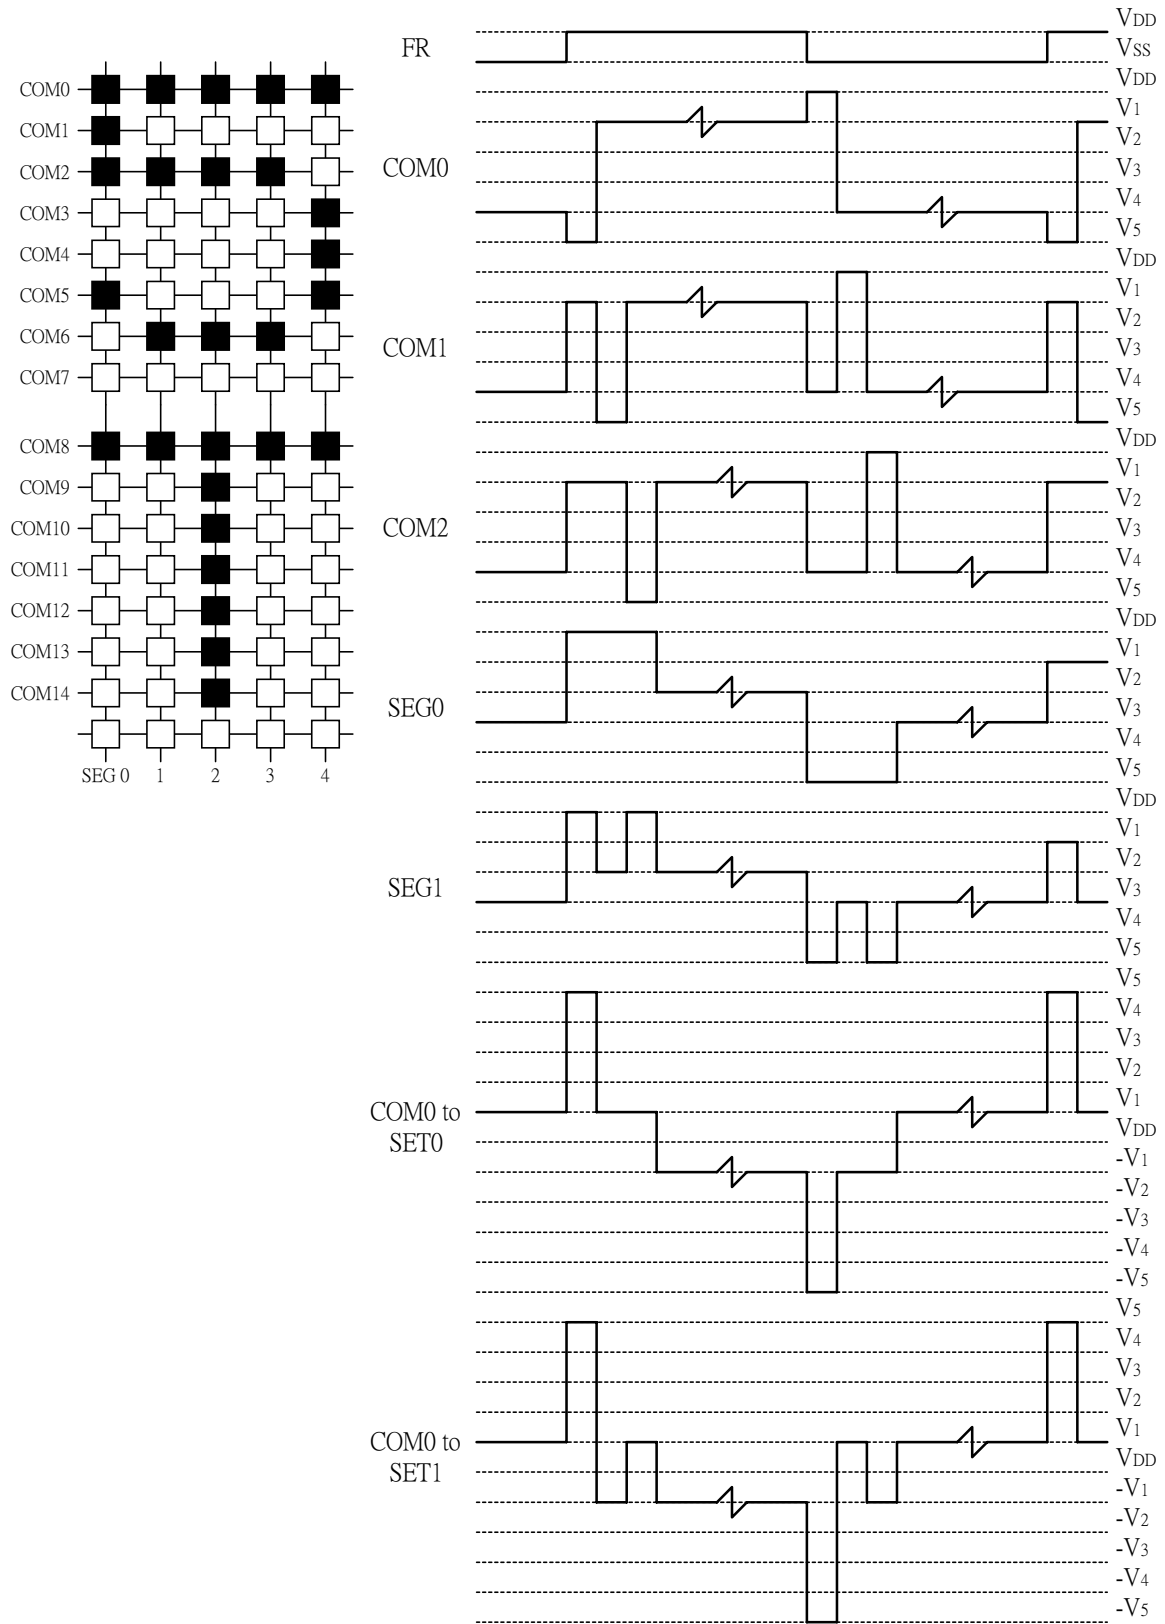 COM0
COM1
COM2
COM3
COM4
COM5
COM6
COM7
COM8
COM9
COM10
COM11
COM12
COM13
COM14
SEG 0 1 2 3 4
FR
VDD
VSS
COM0
VDD
V1
V2
V3
V4
V5
COM1
VDD
V1
V2
V3
V4
V5
COM2
VDD
V1
V2
V3
V4
V5
SEG0
VDD
V1
V2
V3
V4
V5
SEG1
VDD
V1
V2
V3
V4
V5
COM0 to
SET0
V5
V4
V3
V2
V1
VDD
-V1
-V2
-V3
-V4
-V5
COM0 to
SET1
V5
V4
V3
V2
V1
VDD
-V1
-V2
-V3
-V4
-V5